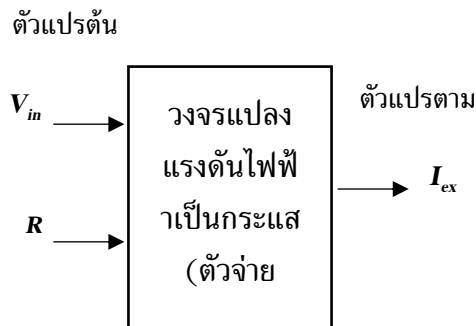 ตัวแปรต้น
V_in
R
วงจรแปลง
แรงดันไฟฟ้
าเป็นกระแส
(ตัวจ่าย
ตัวแปรตาม
I_ex